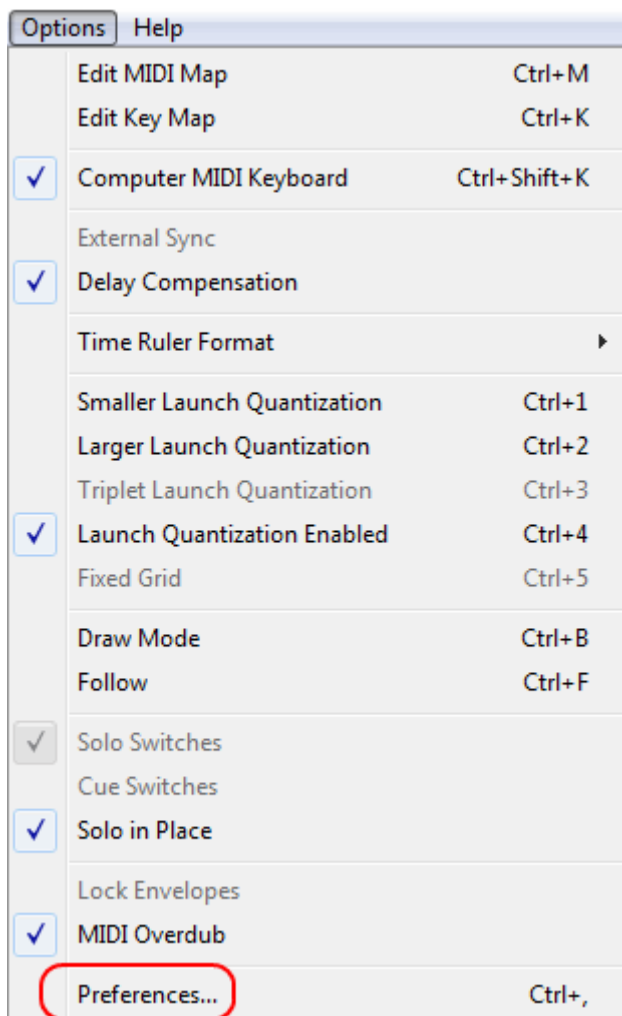 Options Help
Edit MIDI Map Ctrl+M
Edit Key Map Ctrl+K
Computer MIDI Keyboard Ctrl+Shift+K
External Sync
Delay Compensation
Time Ruler Format
Smaller Launch Quantization Ctrl+1
Larger Launch Quantization Ctrl+2
Triplet Launch Quantization Ctrl+3
Launch Quantization Enabled Ctrl+4
Fixed Grid Ctrl+5
Draw Mode Ctrl+B
Follow Ctrl+F
Solo Switches
Cue Switches
Solo in Place
Lock Envelopes
MIDI Overdub
Preferences... Ctrl+,